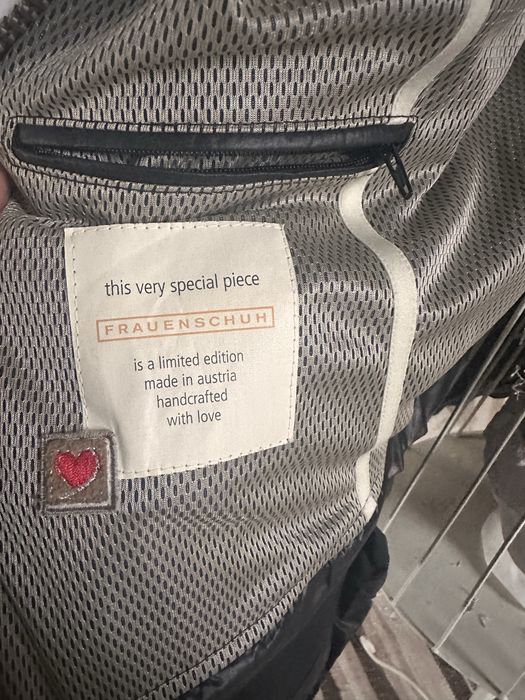 this very special piece
FRAUENSCHUH
is a limited edition
made in austria
handcrafted
with love